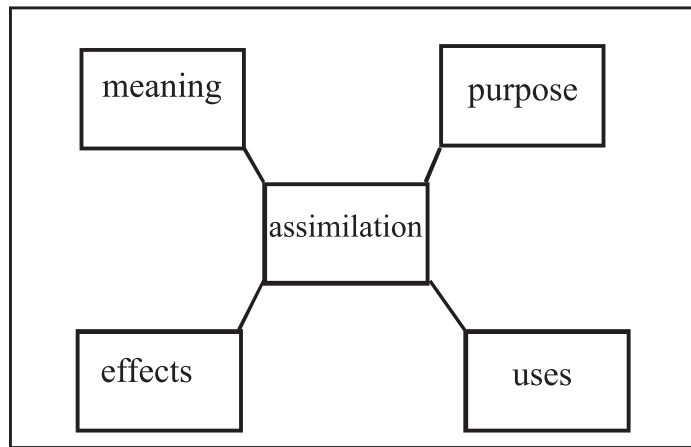 meaning
purpose
assimilation
effects
uses